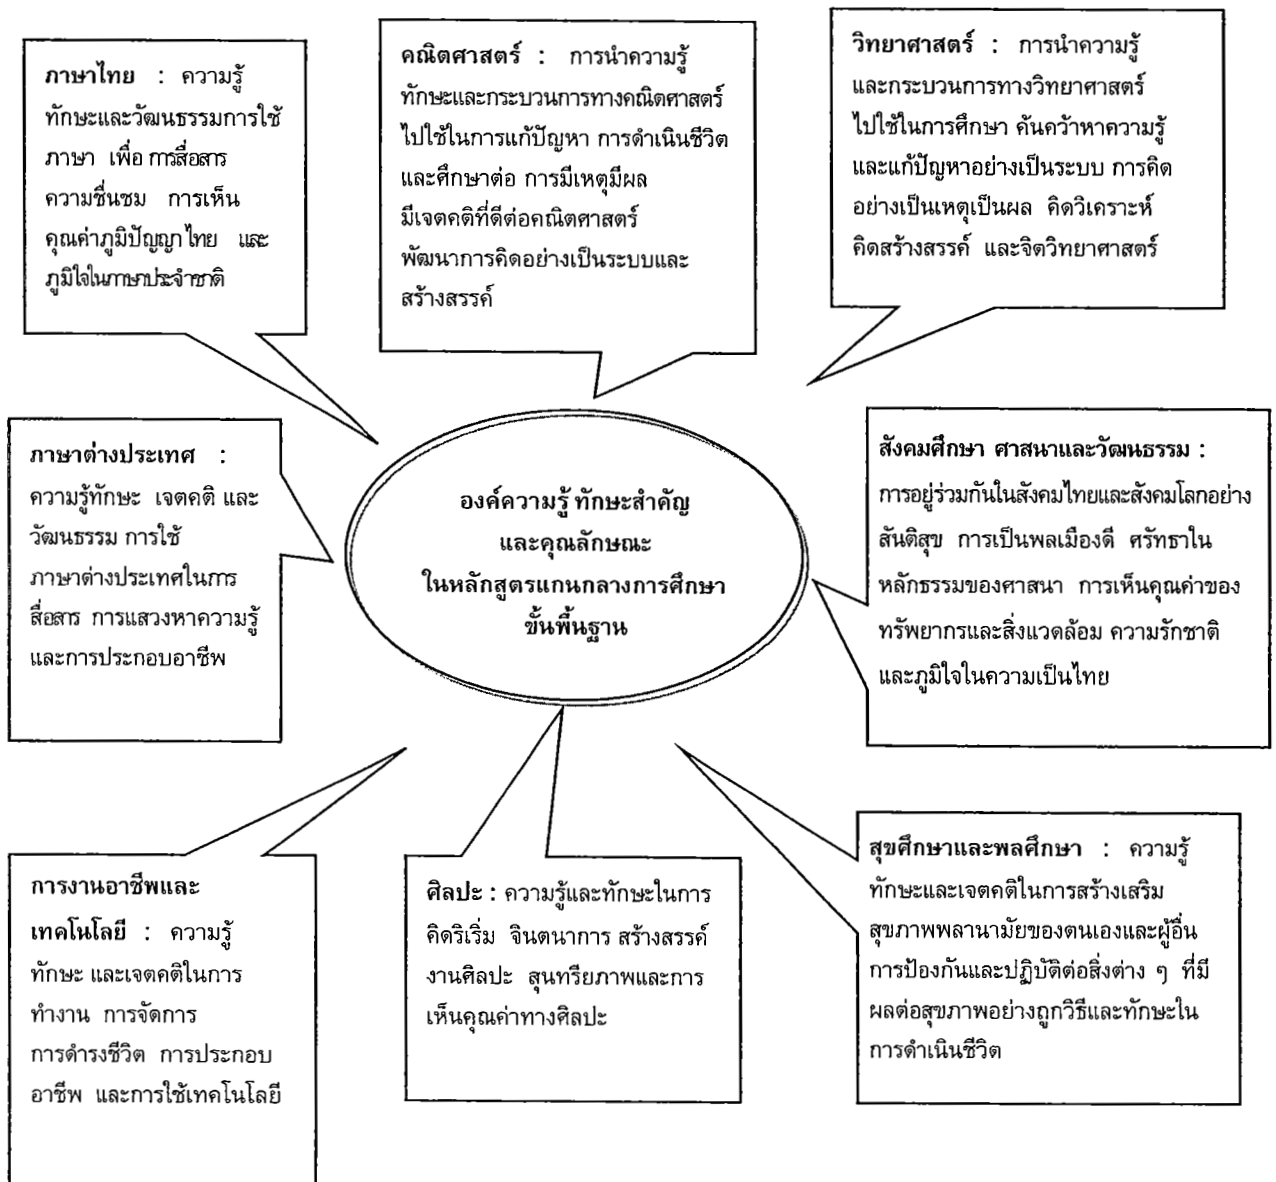 ภาษาไทย : ความรู้
ทักษะและวัฒนธรรมการใช้
ภาษา เพื่อ การสื่อสาร
ความชื่นชม การเห็น
คุณค่าภูมิปัญญาไทย และ
ภูมิใจในภาษาประจำชาติ
คณิตศาสตร์ : การนำความรู้
ทักษะและกระบวนการทางคณิตศาสตร์
ไปใช้ในการแก้ปัญหา การดำเนินชีวิต
และศึกษาต่อ การมีเหตุมีผล
มีเจตคติที่ดีต่อคณิตศาสตร์
พัฒนาการคิดอย่างเป็นระบบและ
สร้างสรรค์
วิทยาศาสตร์ : การนำความรู้
และกระบวนการทางวิทยาศาสตร์
ไปใช้ในการศึกษา ค้นคว้าหาความรู้
และแก้ปัญหาอย่างเป็นระบบ การคิด
อย่างเป็นเหตุเป็นผล คิดวิเคราะห์
คิดสร้างสรรค์ และจิตวิทยาศาสตร์
ภาษาต่างประเทศ :
ความรู้ทักษะ เจตคติ และ
วัฒนธรรม การใช้
ภาษาต่างประเทศในการ
สื่อสาร การแสวงหาความรู้
และการประกอบอาชีพ
องค์ความรู้ ทักษะสำคัญ
และคุณลักษณะ
ในหลักสูตรแกนกลางการศึกษา
ขั้นพื้นฐาน
สังคมศึกษา ศาสนาและวัฒนธรรม :
การอยู่ร่วมกันในสังคมไทยและสังคมโลกอย่าง
สันติสุข การเป็นพลเมืองดี ศรัทธาใน
หลักธรรมของศาสนา การเห็นคุณค่าของ
ทรัพยากรและสิ่งแวดล้อม ความรักชาติ
และภูมิใจในความเป็นไทย
การงานอาชีพและ
เทคโนโลยี : ความรู้
ทักษะ และเจตคติในการ
ทำงาน การจัดการ
การดำรงชีวิต การประกอบ
อาชีพ และการใช้เทคโนโลยี
ศิลปะ : ความรู้และทักษะในการ
คิดริเริ่ม จินตนาการ สร้างสรรค์
งานศิลปะ สุนทรียภาพและการ
เห็นคุณค่าทางศิลปะ
สุขศึกษาและพลศึกษา : ความรู้
ทักษะและเจตคติในการสร้างเสริม
สุขภาพพลานามัยของตนเองและผู้อื่น
การป้องกันและปฏิบัติต่อสิ่งต่าง ๆ ที่มี
ผลต่อสุขภาพอย่างถูกวิธีและทักษะใน
การดำเนินชีวิต